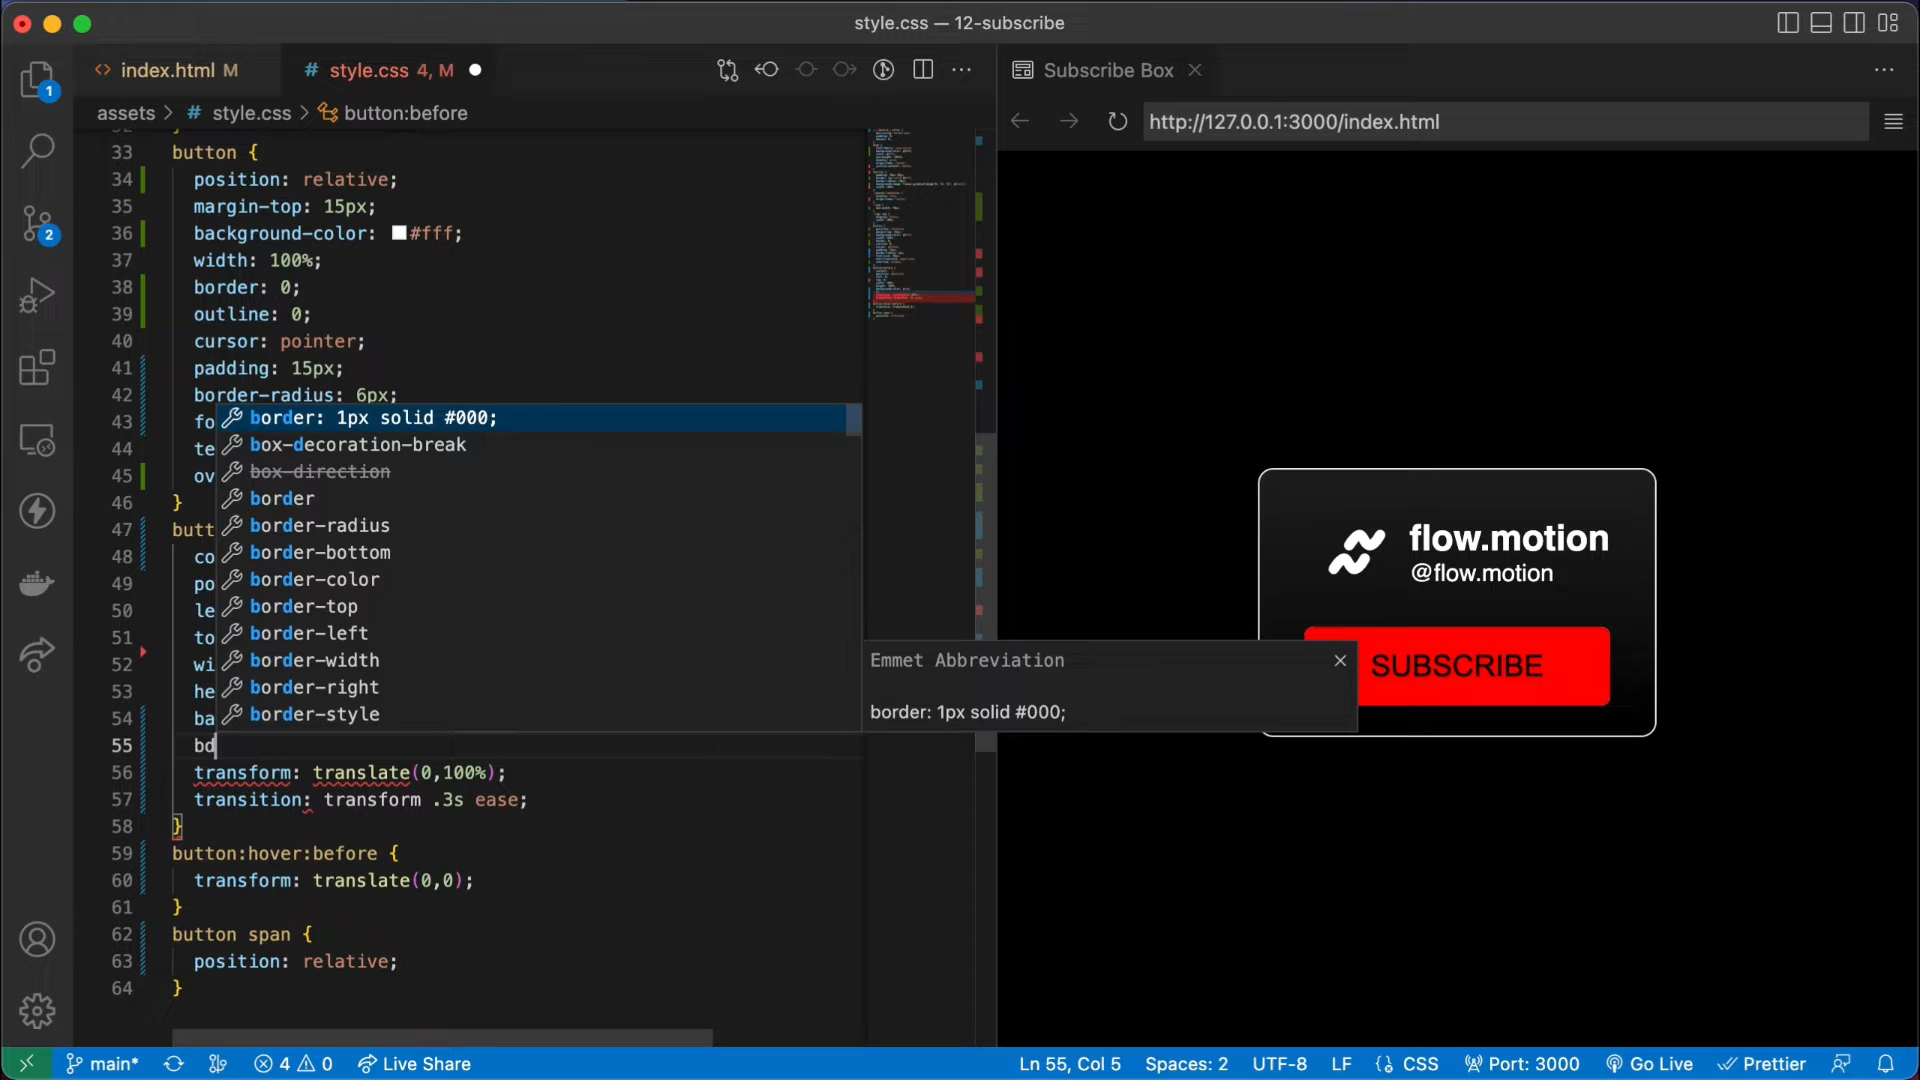 style.css — 12-subscribe
index.html M
style.css 4, M
Subscribe Box
assets > # style.css > button:before
http://127.0.0.1:3000/index.html
1
2
33 button {
34 position: relative;
35 margin-top: 15px;
36 background-color: #fff;
37 width: 100%;
38 border: 0;
39 outline: 0;
40 cursor: pointer;
41 padding: 15px;
42 border-radius: 6px;
43 fo
44 te
45 ov
46 }
47 butt
48 co
49 po
50 le
51 to
52 wi
53 he
54 ba
55 bd
56 transform: translate(0,100%);
57 transition: transform .3s ease;
58 }
59 button:hover:before {
60 transform: translate(0,0);
61 }
62 button span {
63 position: relative;
64 }
border: 1px solid #000;
box-decoration-break
box-direction
border
border-radius
border-bottom
border-color
border-top
border-left
border-width
border-right
border-style
Emmet Abbreviation
border: 1px solid #000;
flow.motion
@flow.motion
SUBSCRIBE
main* 4 0 Live Share Ln 55, Col 5 Spaces: 2 UTF-8 LF {} CSS Port: 3000 Go Live Prettier